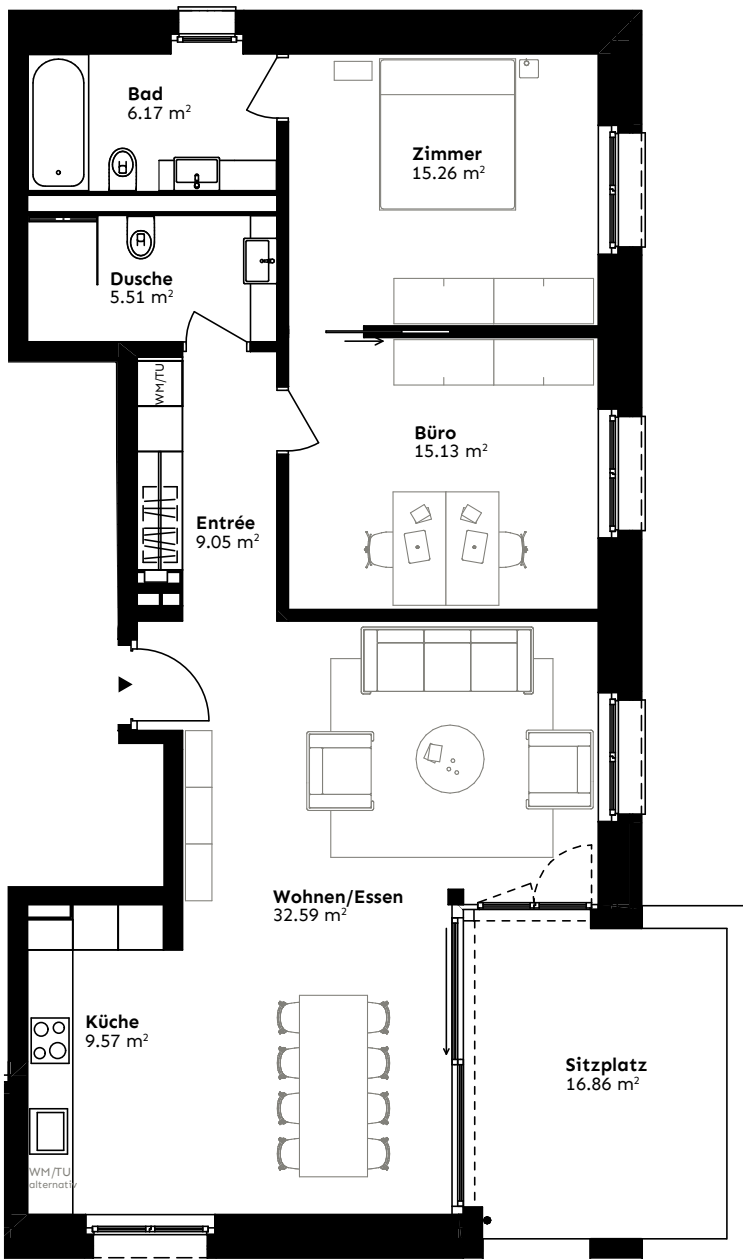 Bad
6.17 m²
Zimmer
15.26 m²
Dusche
5.51 m²
WM/TU
Büro
15.13 m²
Entrée
9.05 m²
Wohnen/Essen
32.59 m²
Küche
9.57 m²
Sitzplatz
16.86 m²
WM/TU
alternativ